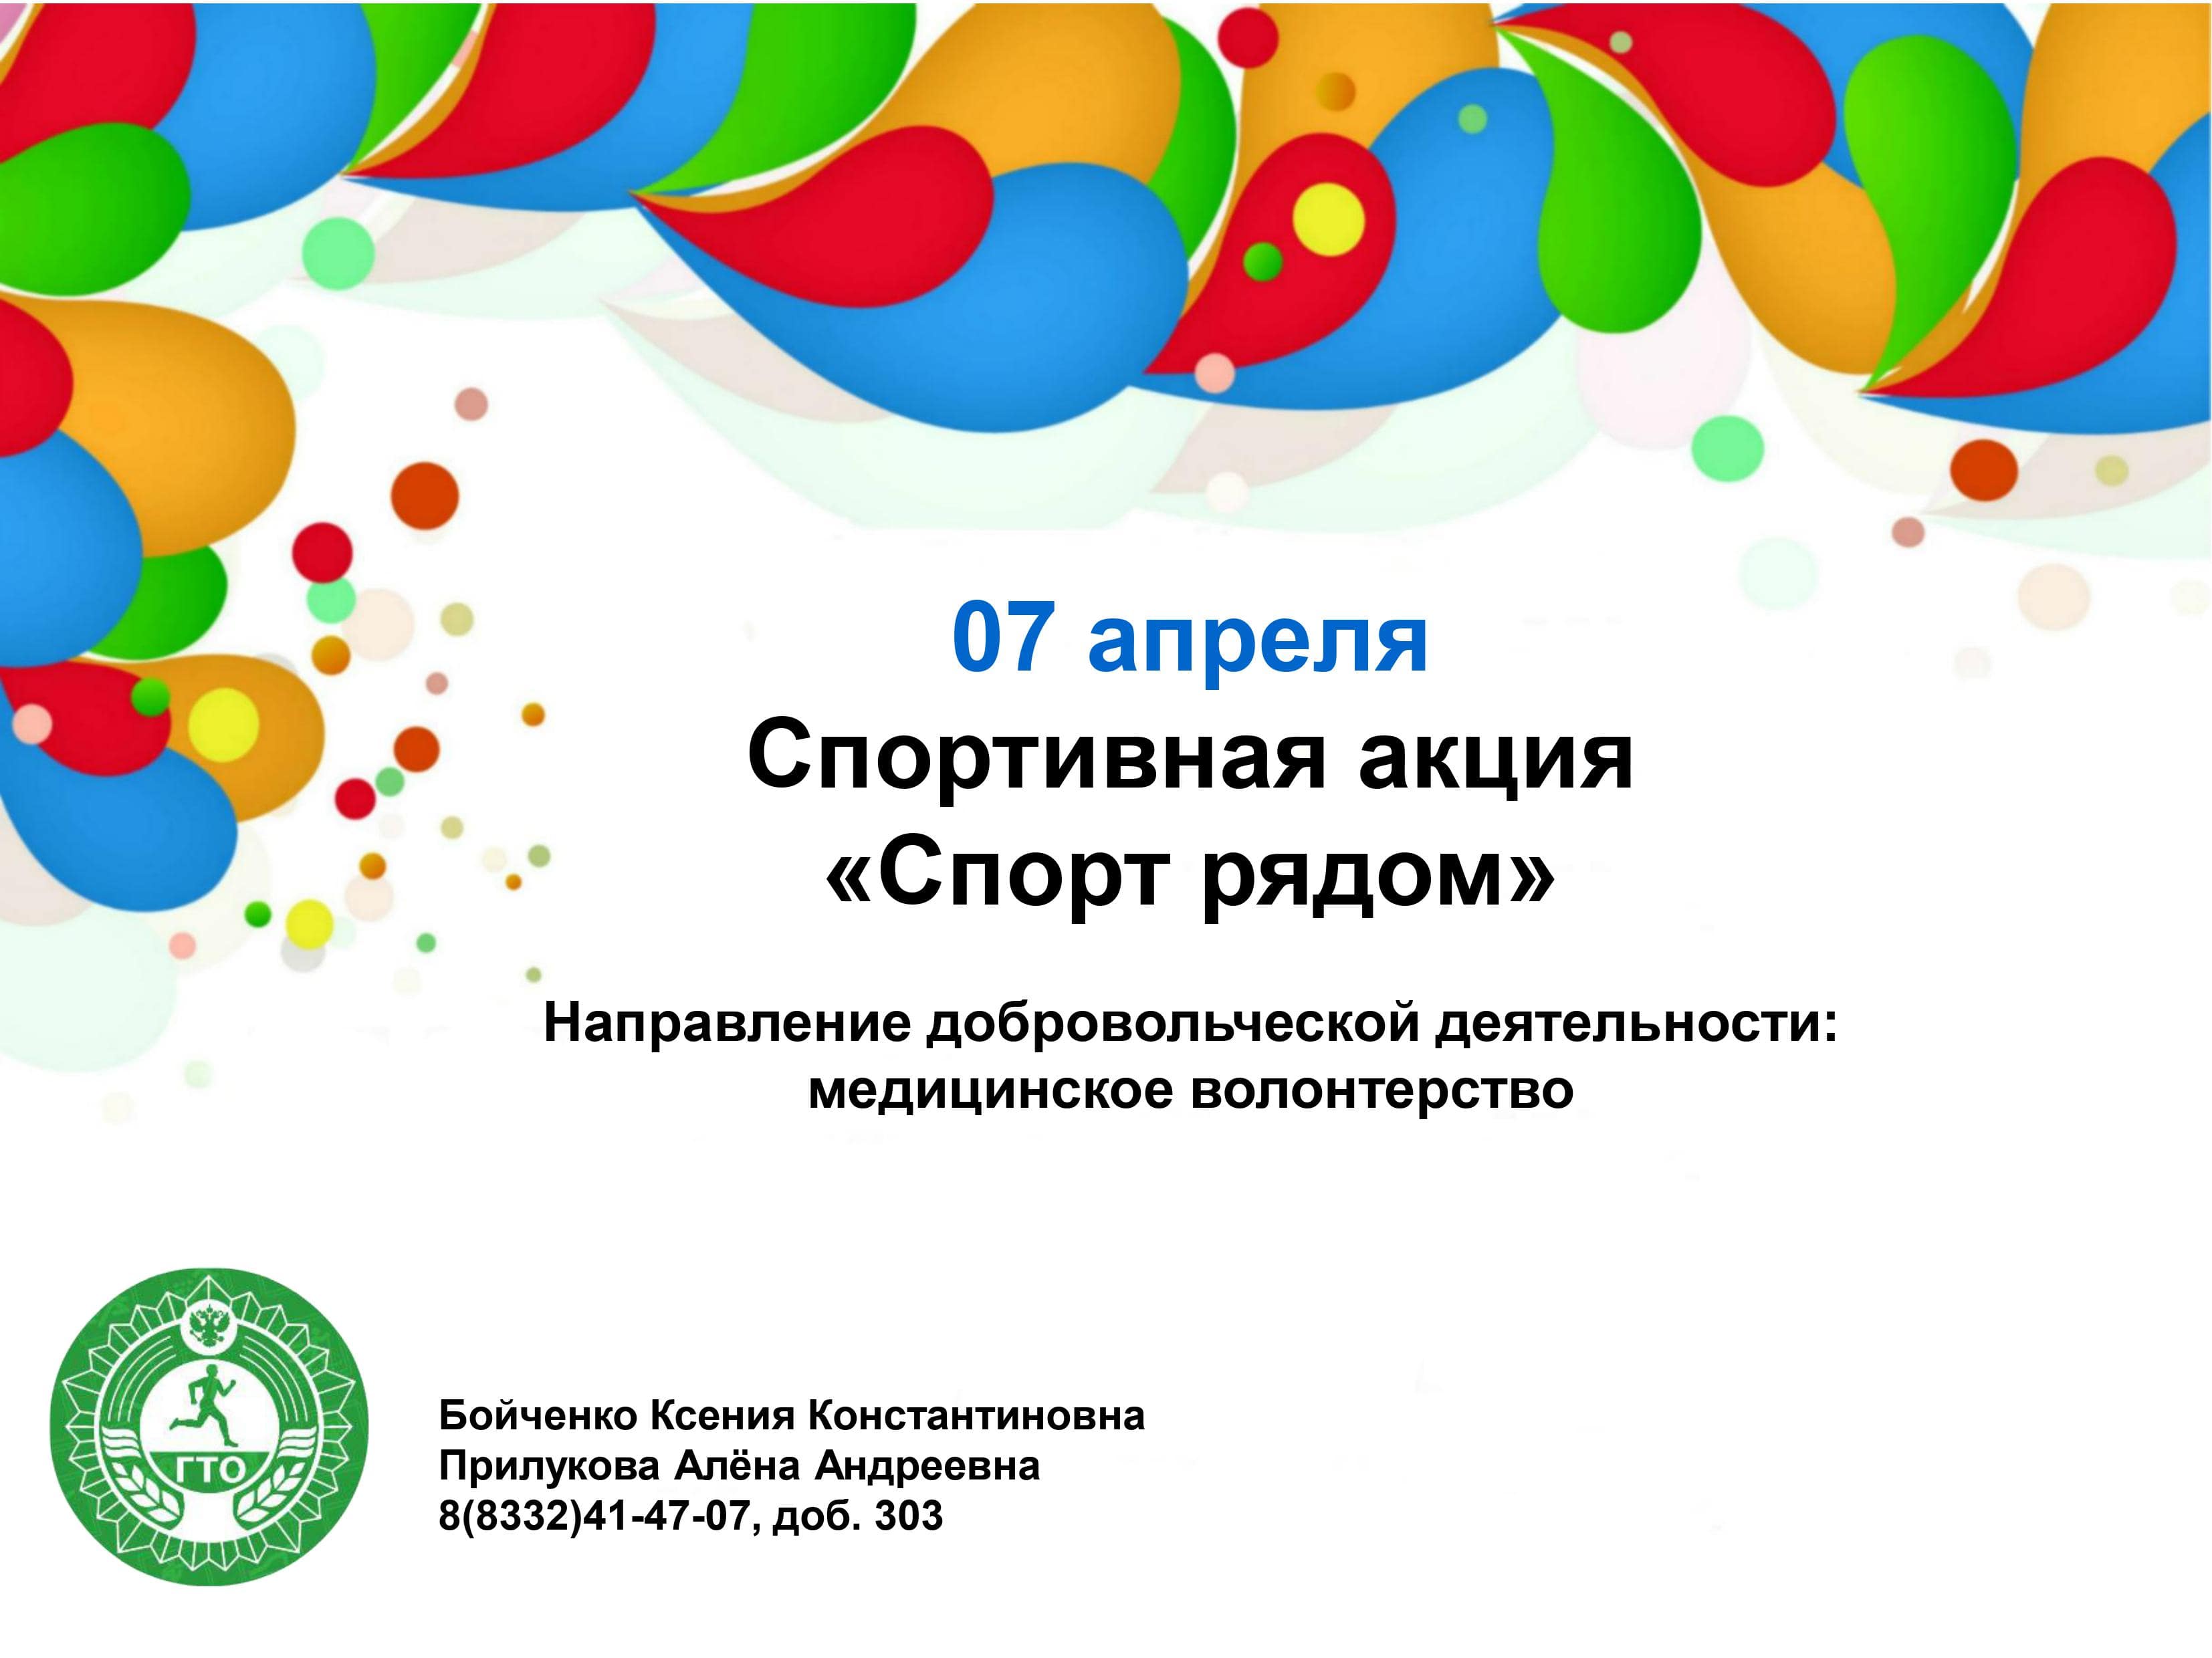 07 апреля
Спортивная акция
«Спорт рядом»
Направление добровольческой деятельности:
медицинское волонтерство
ГТО
Бойченко Ксения Константиновна
Прилукова Алёна Андреевна
8(8332)41-47-07, доб. 303